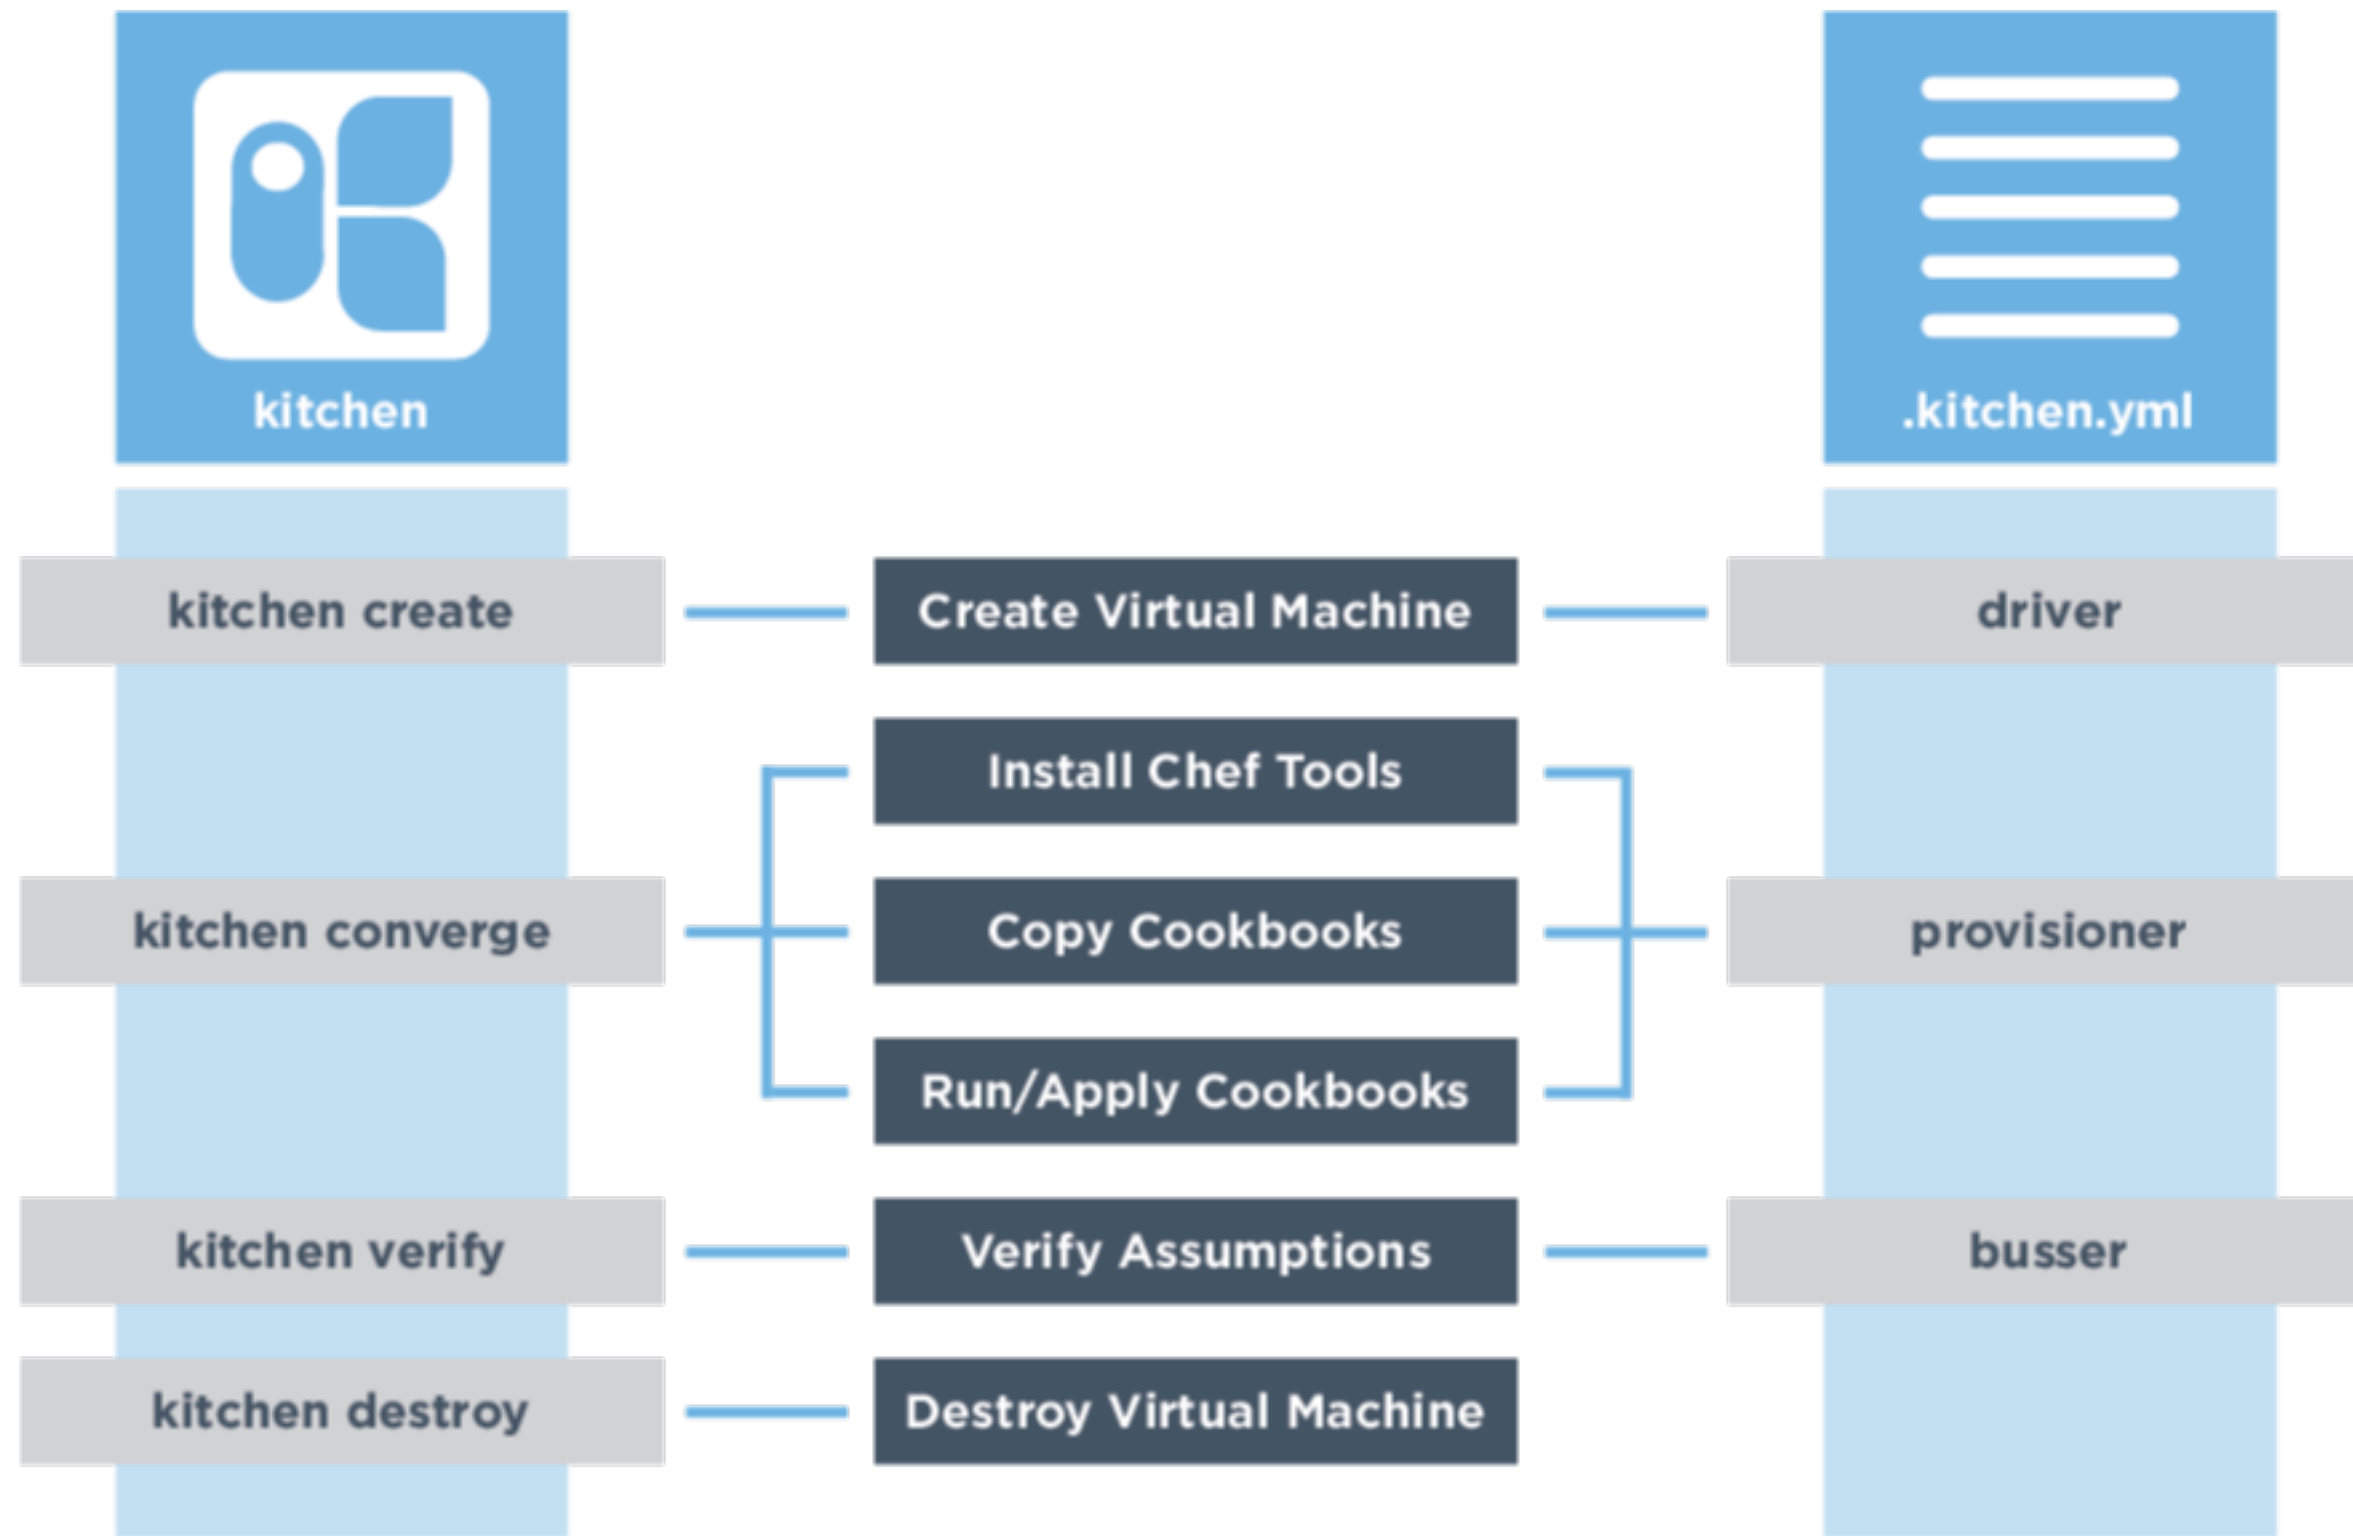 kitchen
.kitchen.yml
kitchen create
Create Virtual Machine
driver
Install Chef Tools
kitchen converge
Copy Cookbooks
provisioner
Run/Apply Cookbooks
kitchen verify
Verify Assumptions
busser
kitchen destroy
Destroy Virtual Machine